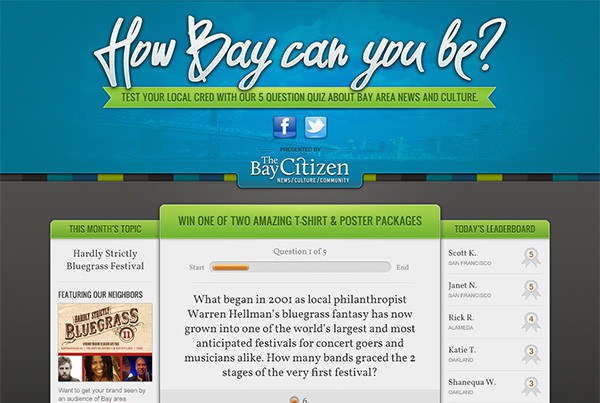 How Bay can you be?
TEST YOUR LOCAL CRED WITH OUR 5 QUESTION QUIZ ABOUT BAY AREA NEWS AND CULTURE.
PRESENTED BY
The
Bay Citizen
NEWS/CULTURE/COMMUNITY
THIS MONTH'S TOPIC
Hardly Strictly
Bluegrass Festival
FEATURING OUR NEIGHBORS
HARDLY STRICTLY
BLUEGRASS
11
Want to get your brand seen by
an audience of Bay area
WIN ONE OF TWO AMAZING T-SHIRT & POSTER PACKAGES
Question 1 of 5
Start
End
What began in 2001 as local philanthropist
Warren Hellman's bluegrass fantasy has now
grown into one of the world's largest and most
anticipated festivals for concert goers and
musicians alike. How many bands graced the 2
stages of the very first festival?
6
TODAY'S LEADERBOARD
Scott K.
5
SAN FRANCISCO
Janet N.
5
SAN FRANCISCO
Rick R.
4
ALAMEDA
Katie T.
3
OAKLAND
Shanequa W.
3
OAKLAND